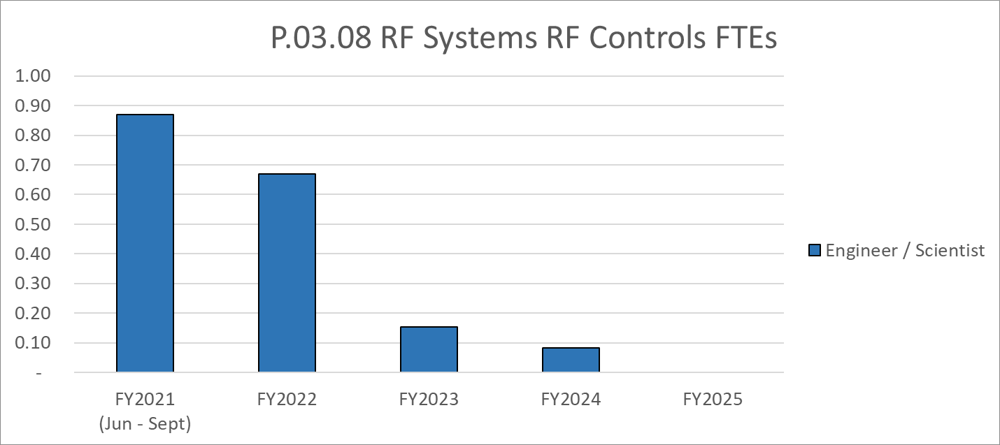 P.03.08 RF Systems RF Controls FTEs
1.00
0.90
0.80
0.70
0.60
0.50
0.40
0.30
0.20
0.10
-
FY2021
(Jun - Sept)
FY2022
FY2023
FY2024
FY2025
Engineer / Scientist